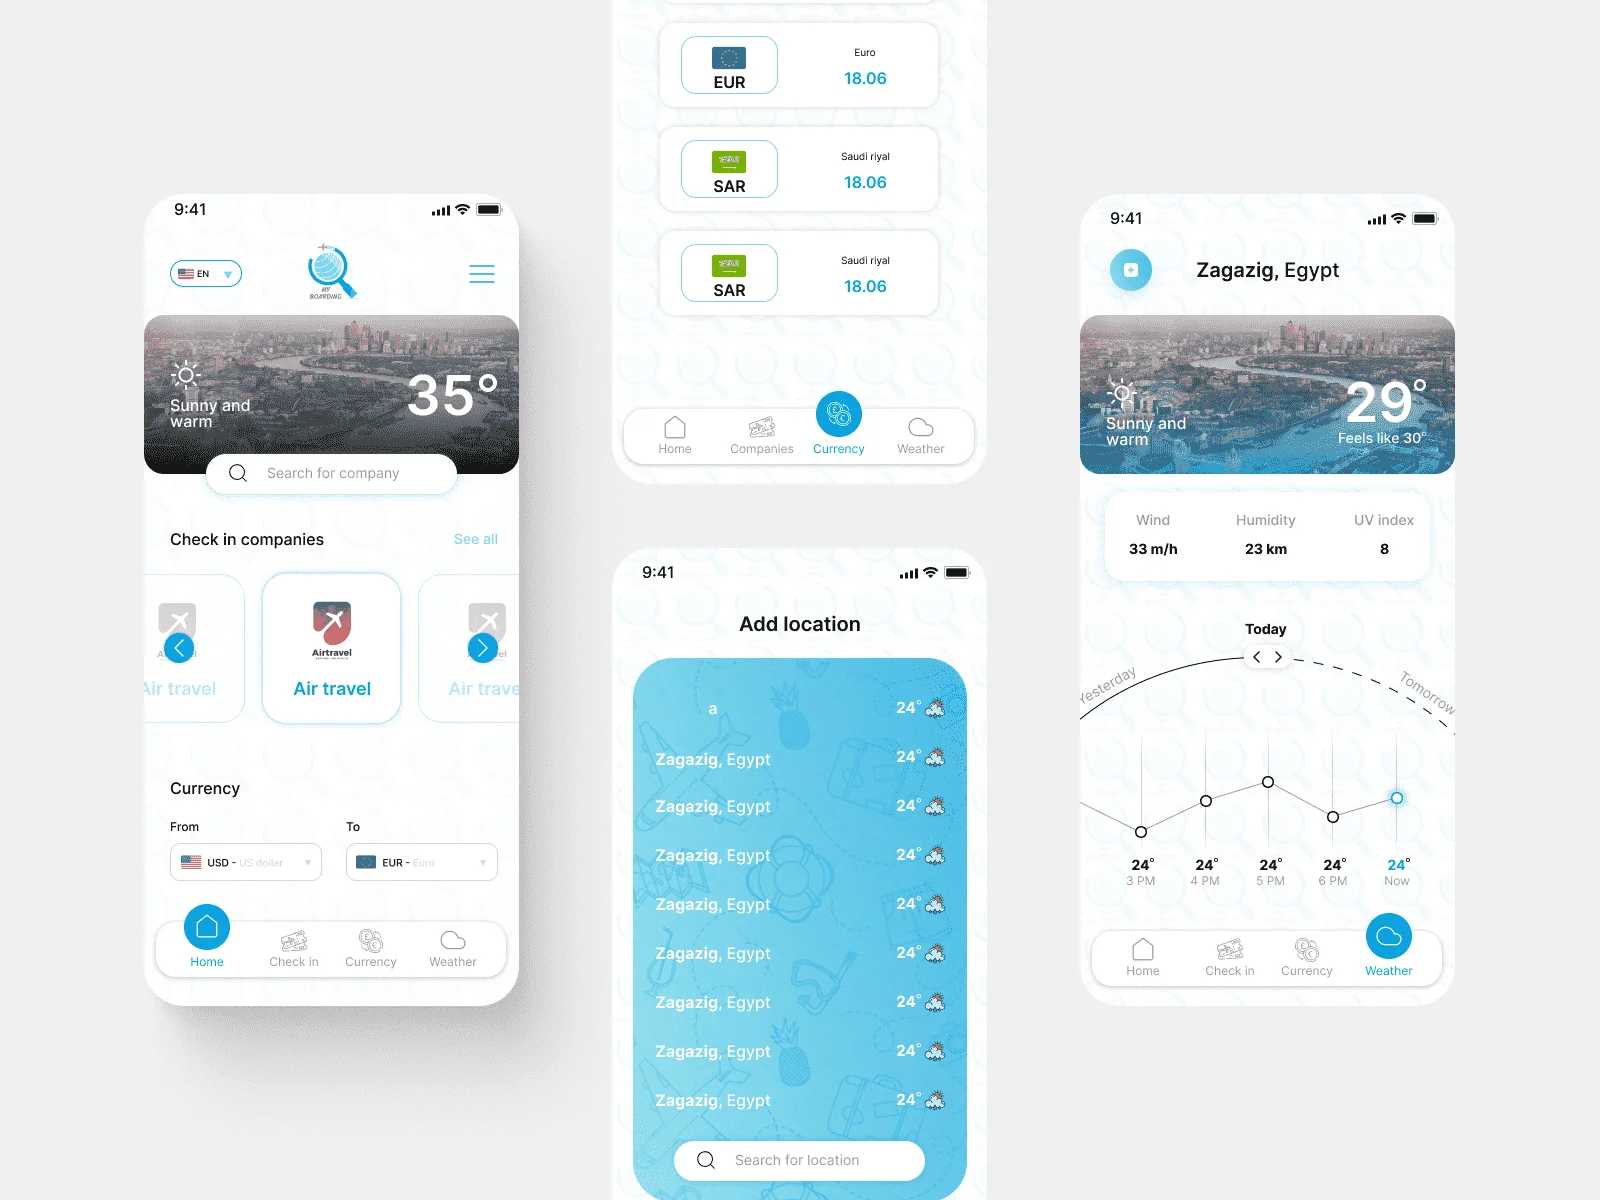 9:41
EN
MY
BOARDING
Sunny and
warm
35°
Search for company
Check in companies
See all
Air travel
Airtravel
Air travel
Air trave
Currency
From
To
USD - US dollar
EUR - Euro
Home
Check in
Currency
Weather
EUR
Euro
18.06
SAR
Saudi riyal
18.06
SAR
Saudi riyal
18.06
Home
Companies
Currency
Weather
9:41
Add location
a
24°
Zagazig, Egypt
24°
Zagazig, Egypt
24°
Zagazig, Egypt
24°
Zagazig, Egypt
24°
Zagazig, Egypt
24°
Zagazig, Egypt
24°
Zagazig, Egypt
24°
Zagazig, Egypt
24°
Search for location
9:41
Zagazig, Egypt
Sunny and
warm
29°
Feels like 30°
Wind
Humidity
UV index
33 m/h
23 km
8
Today
Yesterday
Tomorrow
24°
24°
24°
24°
24°
3 PM
4 PM
5 PM
6 PM
Now
Home
Check in
Currency
Weather